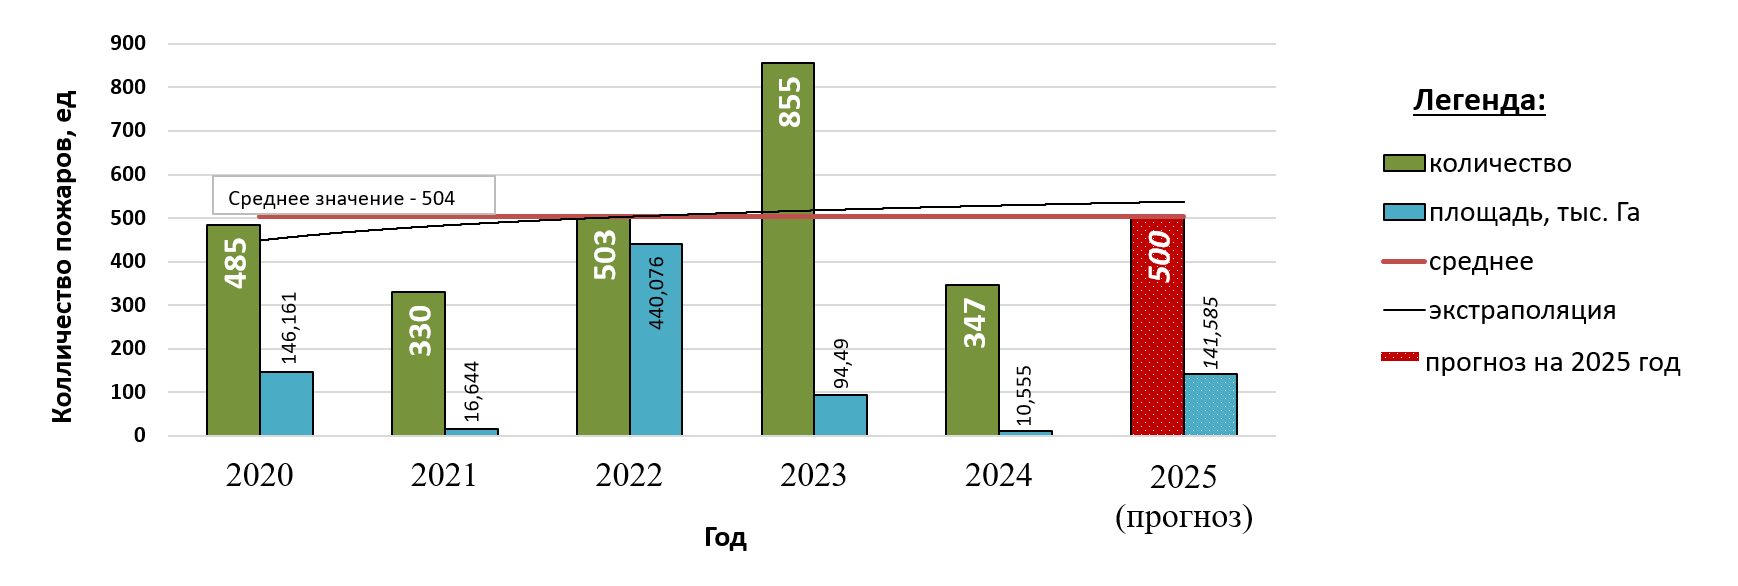 Колличество пожаров, ед
900
800
700
600
500
400
300
200
100
0
Среднее значение - 504
485
146,161
330
16,644
503
440,076
855
94,49
347
10,555
500
141,585
2020
2021
2022
2023
2024
2025
(прогноз)
Год
Легенда:
количество
площадь, тыс. Га
среднее
экстраполяция
прогноз на 2025 год